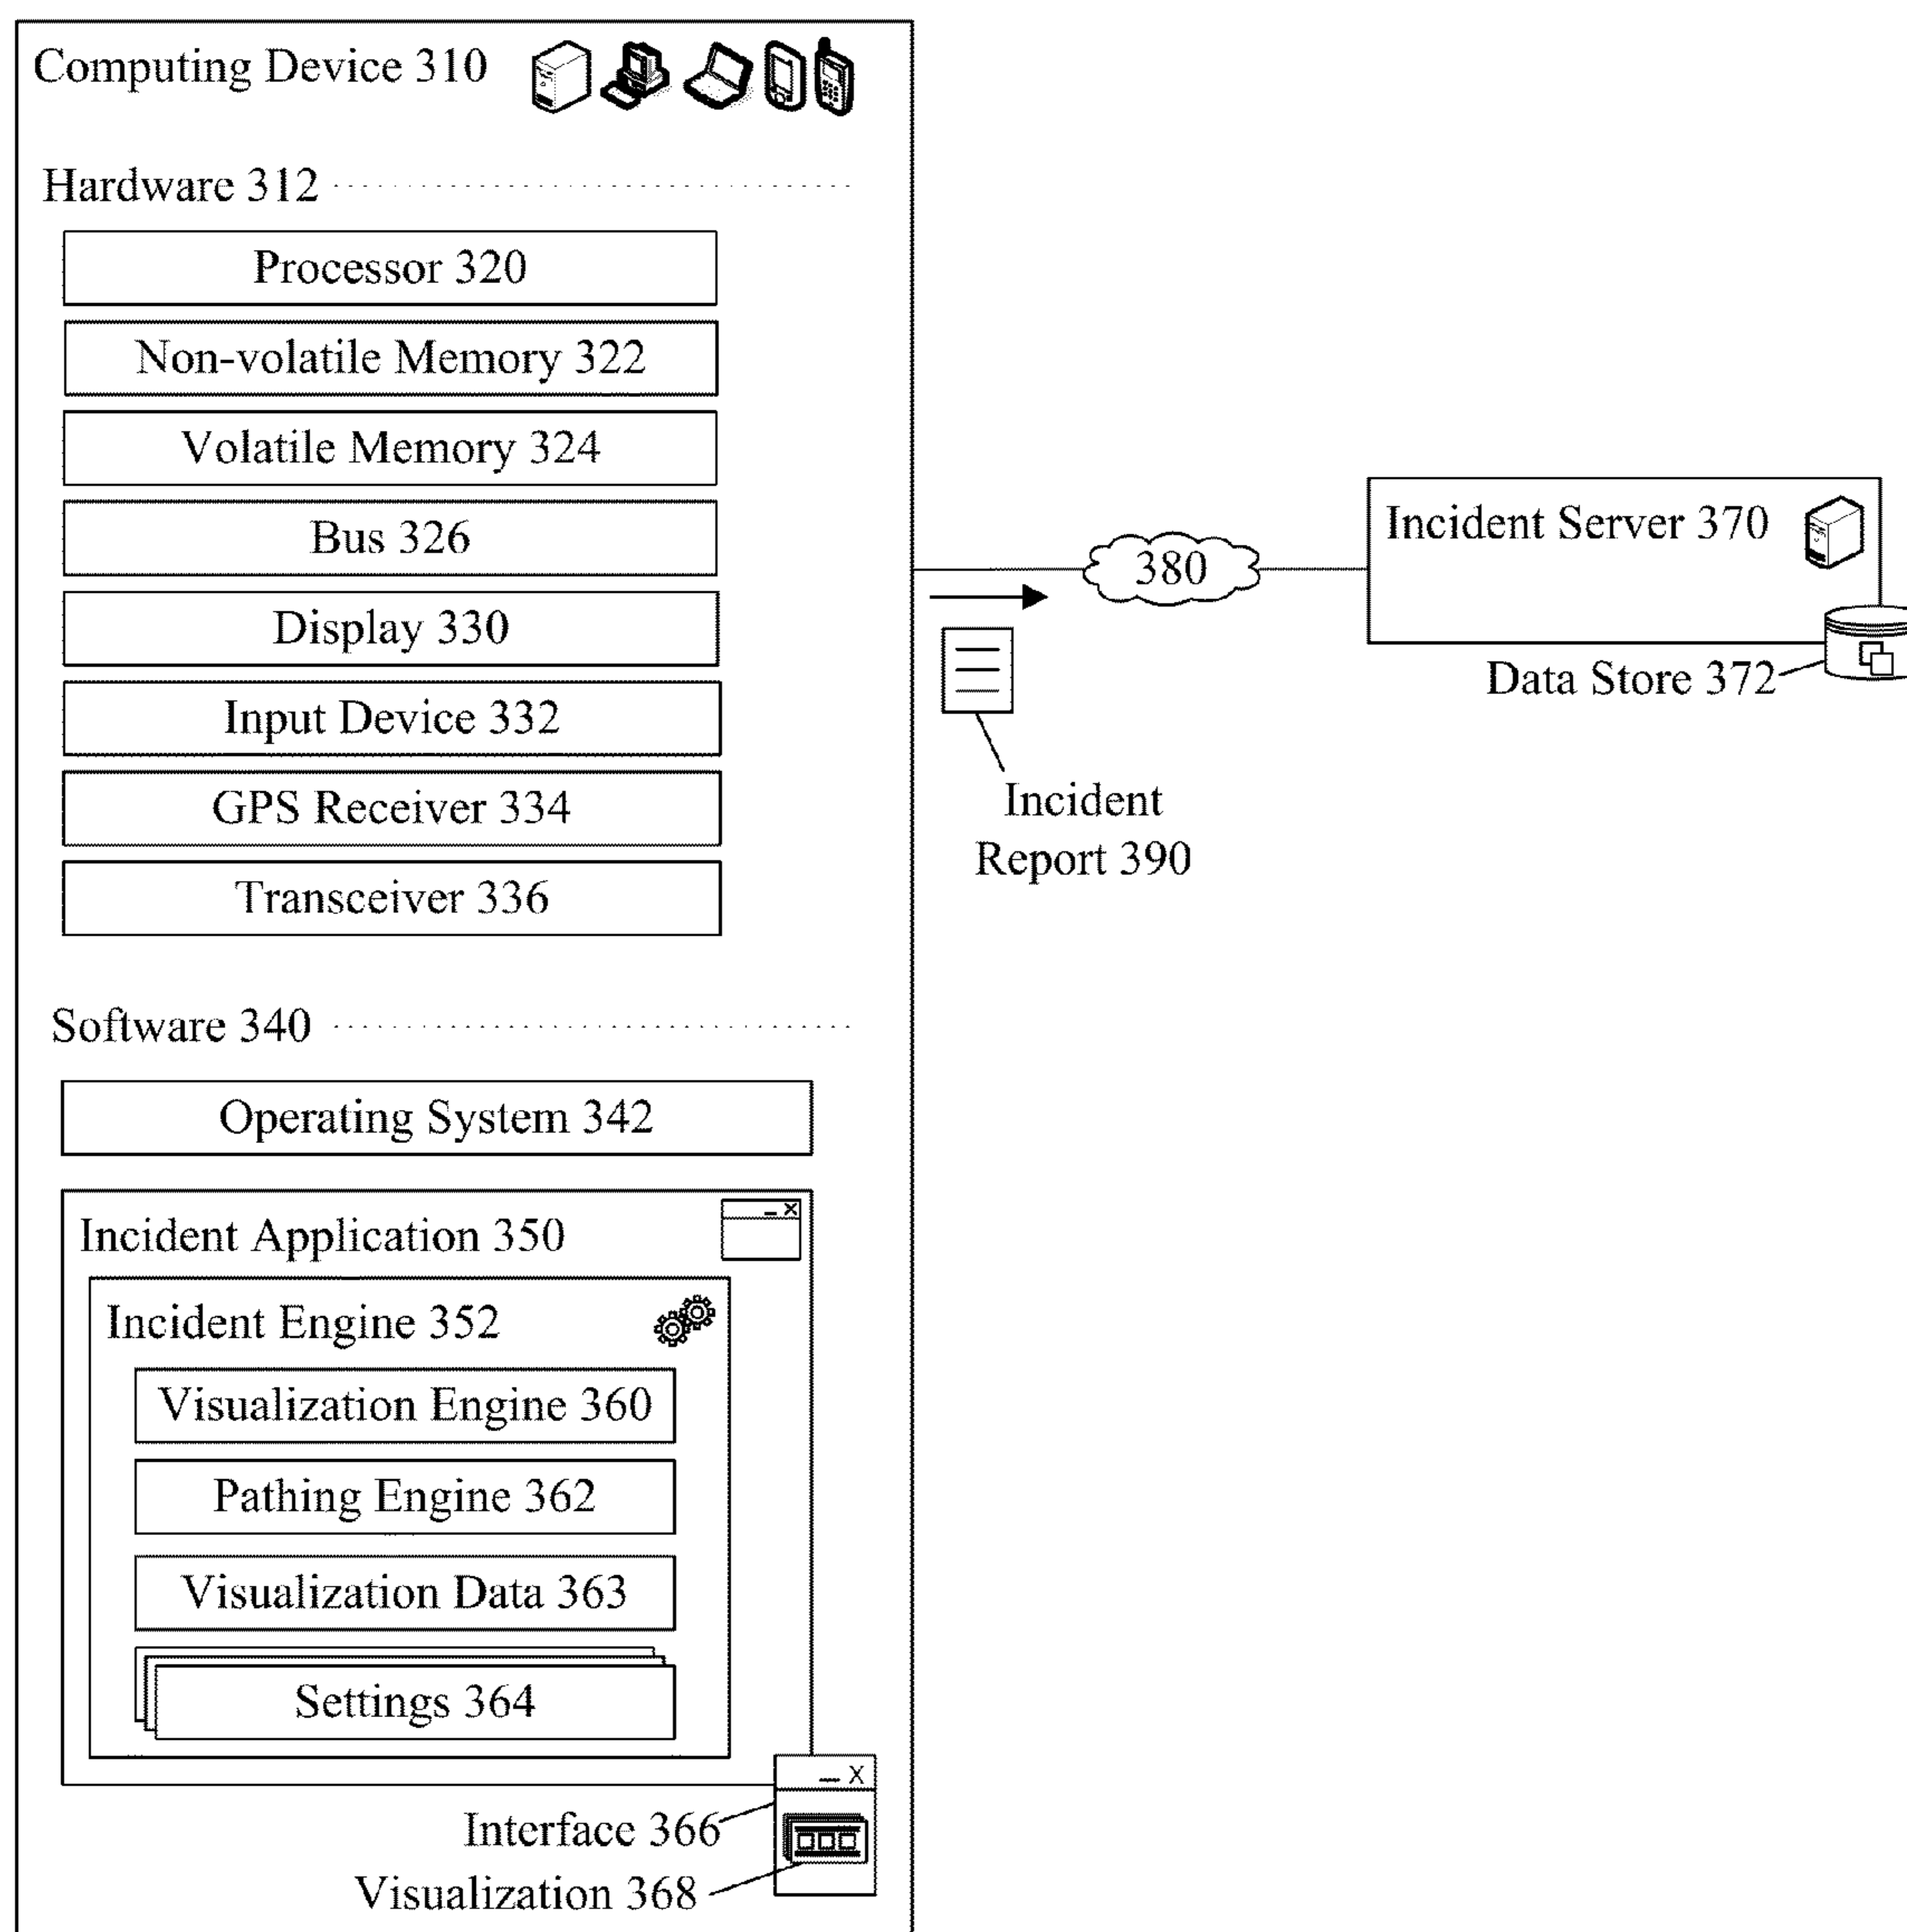 Computing Device 310
Hardware 312
Processor 320
Non-volatile Memory 322
Volatile Memory 324
Bus 326
Display 330
Input Device 332
GPS Receiver 334
Transceiver 336
Software 340
Operating System 342
Incident Application 350
Incident Engine 352
Visualization Engine 360
Pathing Engine 362
Visualization Data 363
Settings 364
Interface 366
Visualization 368
380
Incident
Report 390
Incident Server 370
Data Store 372